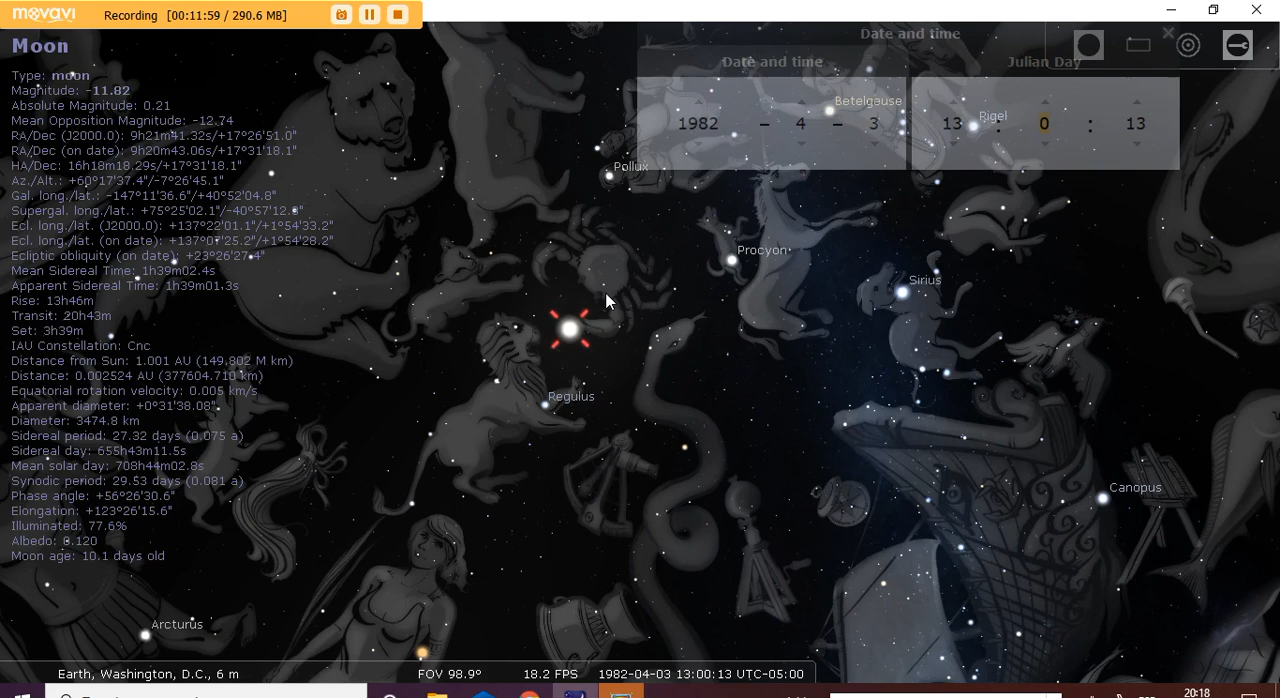 movavi Recording [00:11:59 / 290.6 MB]
Moon
Type: moon
Magnitude: -11.82
Absolute Magnitude: 0.21
Mean Opposition Magnitude: -12.74
RA/Dec (J2000.0): 9h21m41.32s/+17°26'51.0"
RA/Dec (on date): 9h20m43.06s/+17°31'18.1"
HA/Dec: 16h18m18.29s/+17°31'18.1"
Az./Alt.: +60°17'37.4"/-7°26'45.1"
Gal. long./lat.: -147°11'36.6"/+40°52'04.8"
Supergal. long./lat.: +75°25'02.1"/-40°57'12.8"
Ecl. long./lat. (J2000.0): +137°22'01.1"/+1°54'33.2"
Ecl. long./lat. (on date): +137°07'25.2"/+1°54'28.2"
Ecliptic obliquity (on date): +23°26'27.4"
Mean Sidereal Time: 1h39m02.4s
Apparent Sidereal Time: 1h39m01.3s
Rise: 13h46m
Transit: 20h43m
Set: 3h39m
IAU Constellation: Cnc
Distance from Sun: 1.001 AU (149.802 M km)
Distance: 0.002524 AU (377604.710 km)
Equatorial rotation velocity: 0.005 km/s
Apparent diameter: +0°31'38.08"
Diameter: 3474.8 km
Sidereal period: 27.32 days (0.075 a)
Sidereal day: 655h43m11.5s
Mean solar day: 708h44m02.8s
Synodic period: 29.53 days (0.081 a)
Phase angle: +56°26'30.6"
Elongation: +123°26'15.6"
Illuminated: 77.6%
Albedo: 0.120
Moon age: 10.1 days old
Date and time
Date and time Julian Day
1982 - 4 - 3 13 : 0 : 13
Betelgeuse
Rigel
Pollux
Procyon
Sirius
Regulus
Canopus
Arcturus
Earth, Washington, D.C., 6 m FOV 98.9° 18.2 FPS 1982-04-03 13:00:13 UTC-05:00
20:18